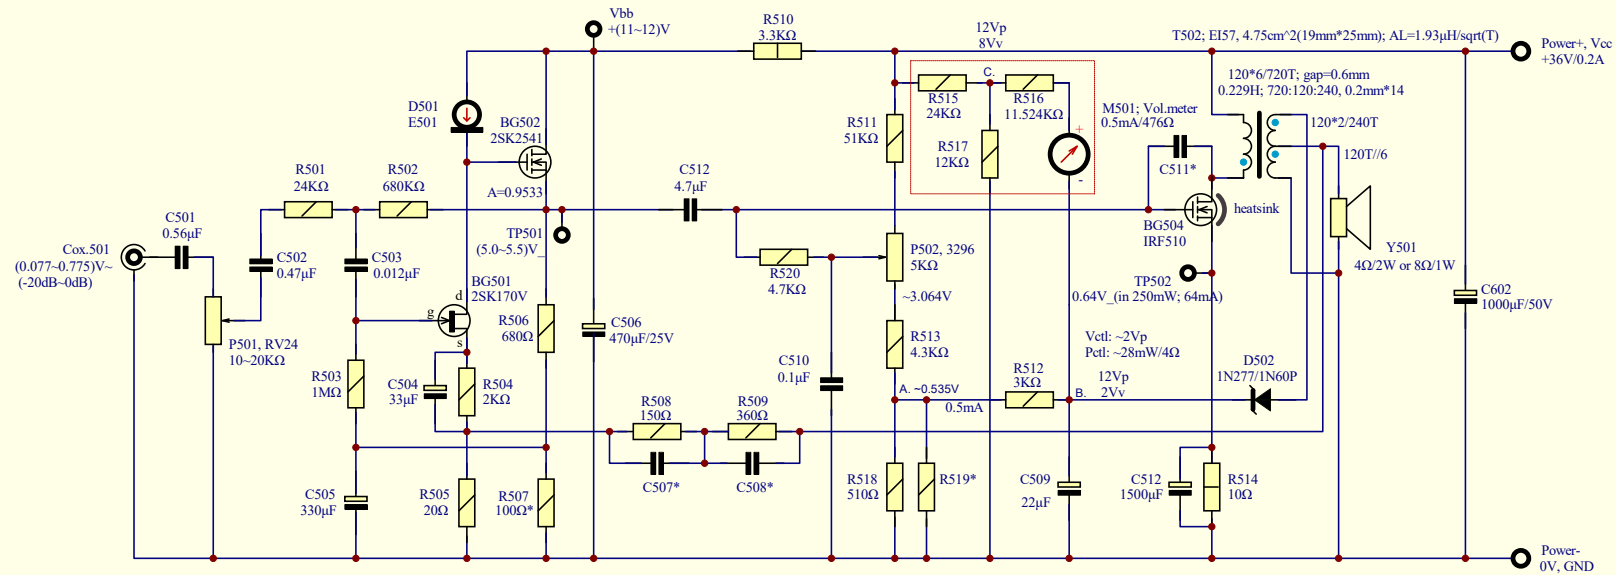 Vbb
+(11~12)V
R510
3.3KΩ
12Vp
8Vv
T502; EI57, 4.75cm^2(19mm*25mm); AL=1.93μH/sqrt(T)
Power+, Vcc
+36V/0.2A
120*6/720T; gap=0.6mm
0.229H; 720:120:240, 0.2mm*14
D501
E501
BG502
2SK2541
A=0.9533
R511
51KΩ
C.
R515
24KΩ
R516
11.524KΩ
R517
12KΩ
+
-
M501; Vol.meter
0.5mA/476Ω
C511*
120*2/240T
120T//6
R501
24KΩ
R502
680KΩ
C512
4.7μF
BG504
IRF510
heatsink
C501
0.56μF
Cox.501
(0.077~0.775)V~
(-20dB~0dB)
C502
0.47μF
C503
0.012μF
TP501
(5.0~5.5)V_
R520
4.7KΩ
P502, 3296
5KΩ
TP502
0.64V_(in 250mW; 64mA)
Y501
4Ω/2W or 8Ω/1W
BG501
2SK170V
d
g
s
~3.064V
C602
1000μF/50V
P501, RV24
10~20KΩ
R506
680Ω
C506
470μF/25V
R513
4.3KΩ
Vctl: ~2Vp
Pctl: ~28mW/4Ω
R503
1MΩ
C504
33μF
R504
2KΩ
C510
0.1μF
A. ~0.535V
0.5mA
R512
3KΩ
B.
12Vp
2Vv
D502
1N277/1N60P
R508
150Ω
R509
360Ω
C507*
C508*
C505
330μF
R505
20Ω
R507
100Ω*
R518
510Ω
R519*
C509
22μF
C512
1500μF
R514
10Ω
Power-
0V, GND